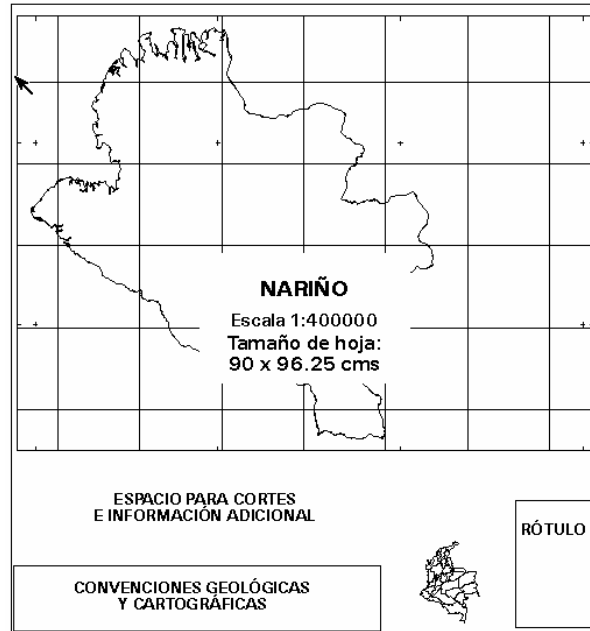 NARIÑO
Escala 1:400000
Tamaño de hoja:
90 x 96.25 cms
ESPACIO PARA CORTES
E INFORMACIÓN ADICIONAL
RÓTULO
CONVENCIONES GEOLÓGICAS
Y CARTOGRÁFICAS